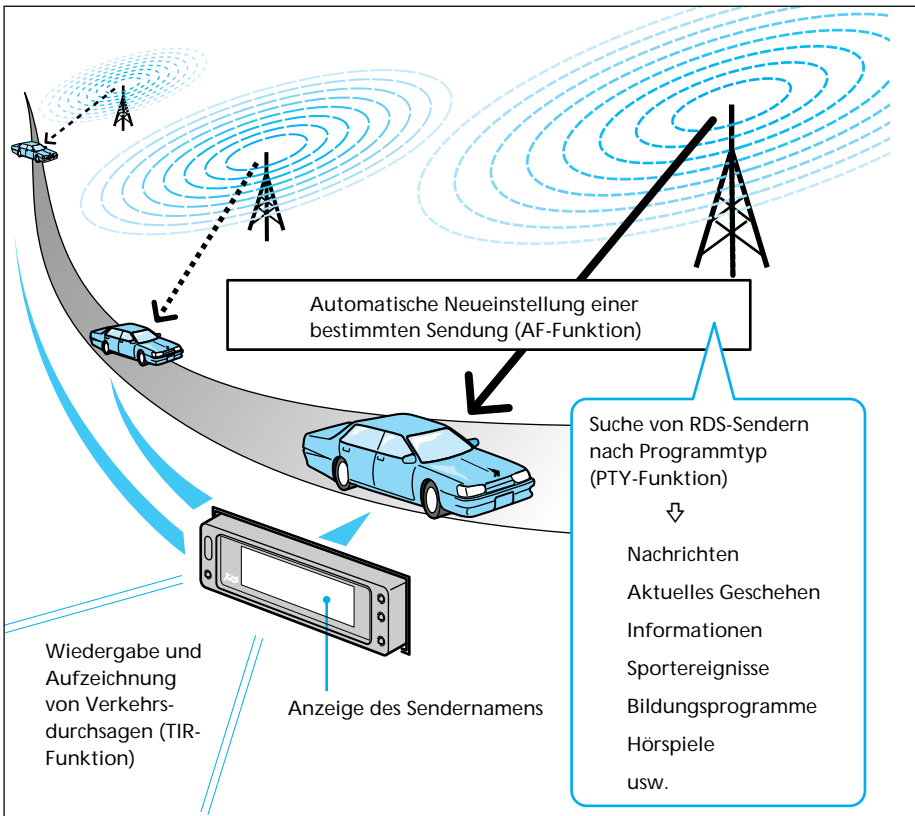 Automatische Neueinstellung einer
bestimmten Sendung (AF-Funktion)
Suche von RDS-Sendern
nach Programmtyp
(PTY-Funktion)
Nachrichten
Aktuelles Geschehen
Informationen
Sportereignisse
Bildungsprogramme
Hörspiele
usw.
Wiedergabe und
Aufzeichnung
von Verkehrs-
durchsagen (TIR-
Funktion)
Anzeige des Sendernamens